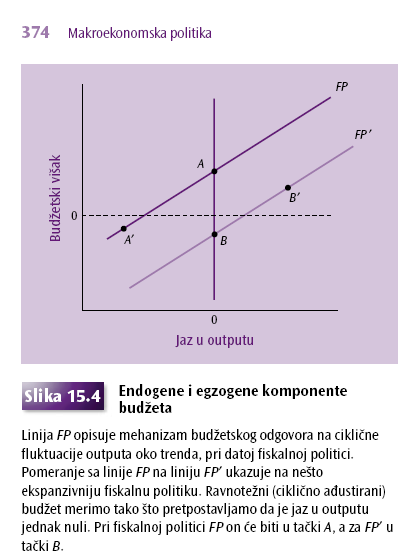 374 Makroekonomska politika
FP
FP′
A
B′
Budžetski višak
0
A′
B
0
Jaz u outputu
Slika 15.4
Endogene i egzogene komponente
budžeta
Linija FP opisuje mehanizam budžetskog odgovora na ciklične
fluktuacije outputa oko trenda, pri datoj fiskalnoj politici.
Pomeranje sa linije FP na liniju FP′ ukazuje na nešto
ekspanzivniju fiskalnu politiku. Ravnotežni (ciklično ađustirani)
budžet merimo tako što pretpostavljamo da je jaz u outputu
jednak nuli. Pri fiskalnoj politici FP on će biti u tački A, a za FP′ u
tački B.